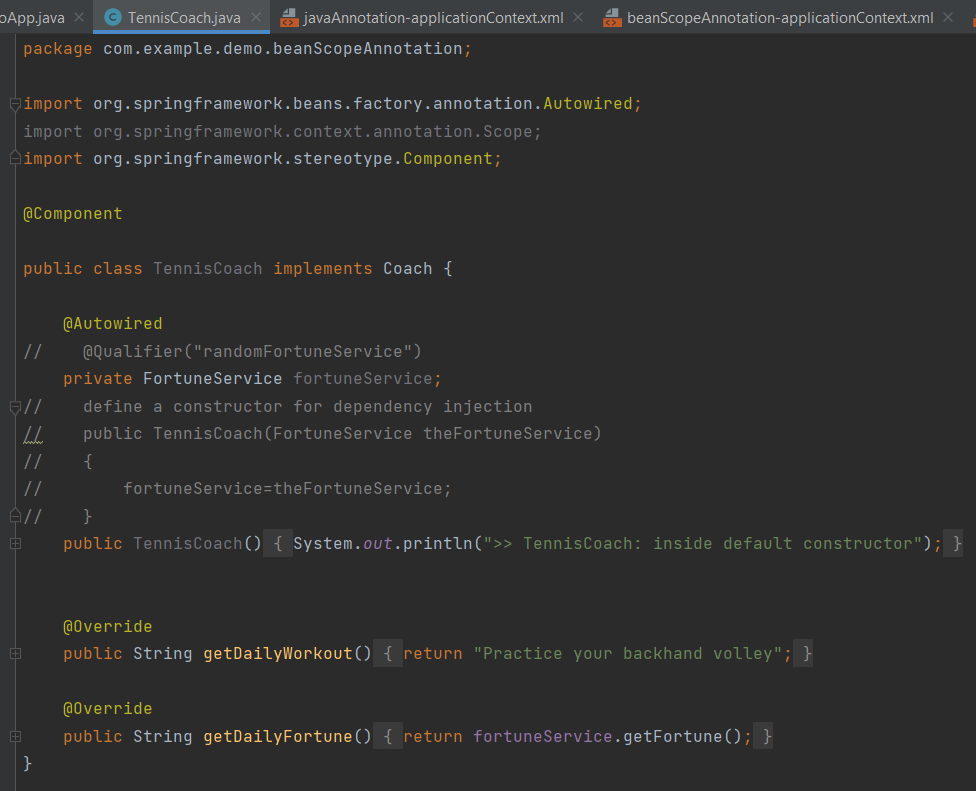 oApp.java
TennisCoach.java
javaAnnotation-applicationContext.xml
beanScopeAnnotation-applicationContext.xml
package com.example.demo.beanScopeAnnotation;
import org.springframework.beans.factory.annotation.Autowired;
import org.springframework.context.annotation.Scope;
import org.springframework.stereotype.Component;
@Component
public class TennisCoach implements Coach {
@Autowired
// @Qualifier("randomFortuneService")
private FortuneService fortuneService;
// define a constructor for dependency injection
// public TennisCoach(FortuneService theFortuneService)
// {
// fortuneService=theFortuneService;
// }
public TennisCoach() { System.out.println(">> TennisCoach: inside default constructor"); }
@Override
public String getDailyWorkout() { return "Practice your backhand volley"; }
@Override
public String getDailyFortune() { return fortuneService.getFortune(); }
}